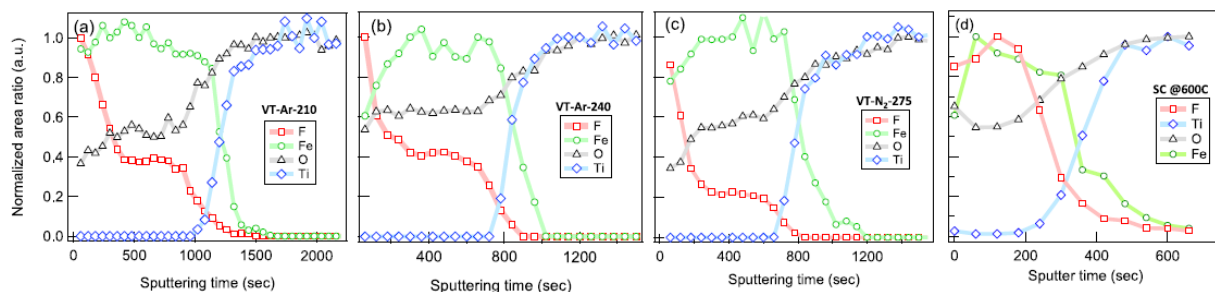 (a)
(b)
(c)
(d)
Normalized area ratio (a.u.)
1.0
0.8
0.6
0.4
0.2
0.0
VT-Ar-210
F
Fe
O
Ti
0
500
1000
1500
2000
Sputtering time (sec)
VT-Ar-240
F
Fe
O
Ti
0
400
800
1200
Sputtering time (sec)
VT-N₂-275
F
Fe
O
Ti
0
400
800
1200
Sputtering time (sec)
SC @600C
F
Ti
O
Fe
0
200
400
600
800
Sputter time (sec)